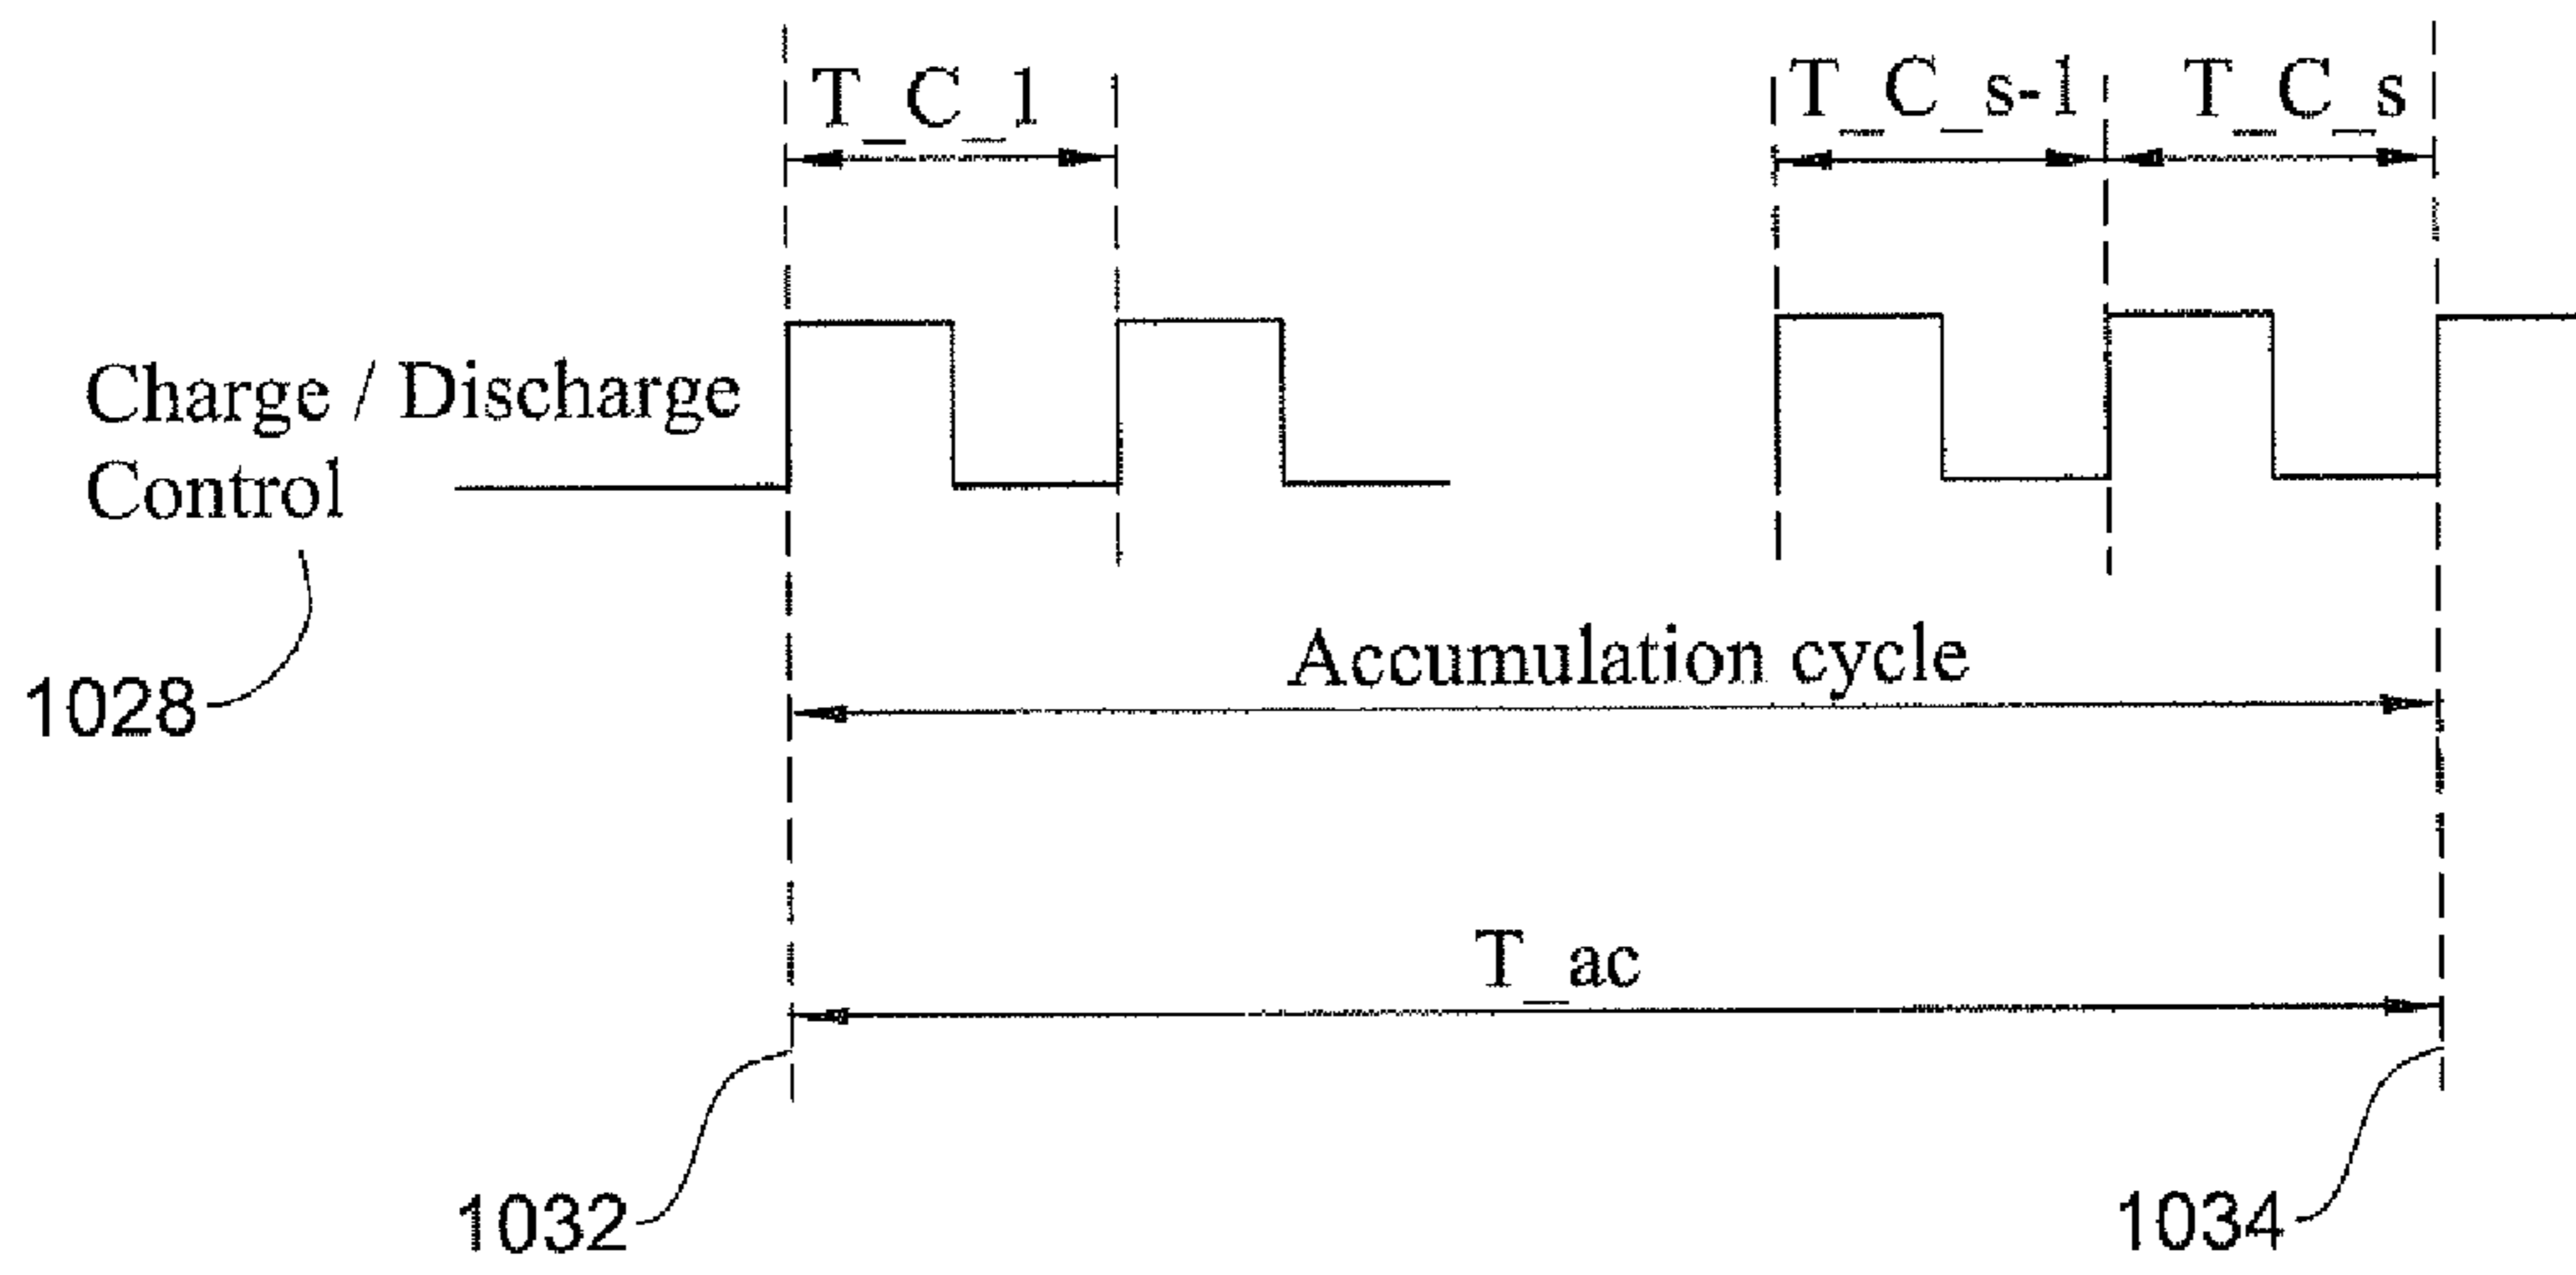 T_C_1
T_C_s-1
T_C_s
Charge / Discharge
Control
1028
Accumulation cycle
T_ac
1032
1034